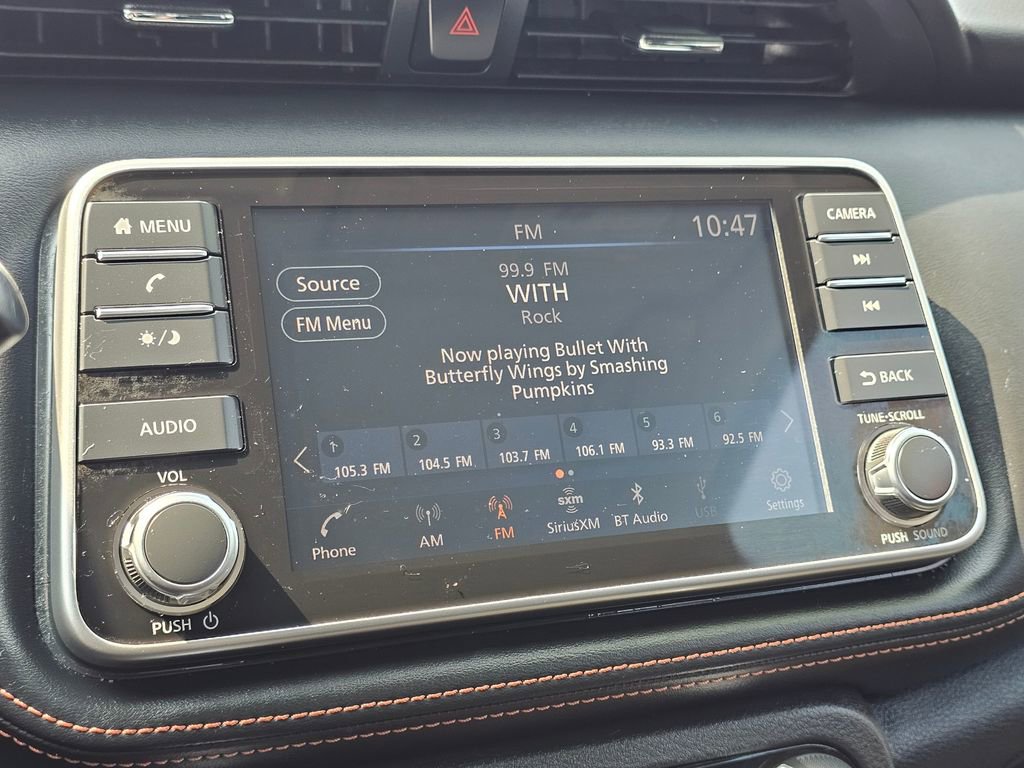 MENU
AUDIO
VOL
PUSH
FM
10:47
Source
FM Menu
99.9 FM
WITH
Rock
Now playing Bullet With
Butterfly Wings by Smashing
Pumpkins
1
105.3 FM
2
104.5 FM
3
103.7 FM
4
106.1 FM
5
93.3 FM
6
92.5 FM
Phone
AM
FM
sxm
SiriusXM
BT Audio
USB
Settings
CAMERA
BACK
TUNE·SCROLL
PUSH SOUND